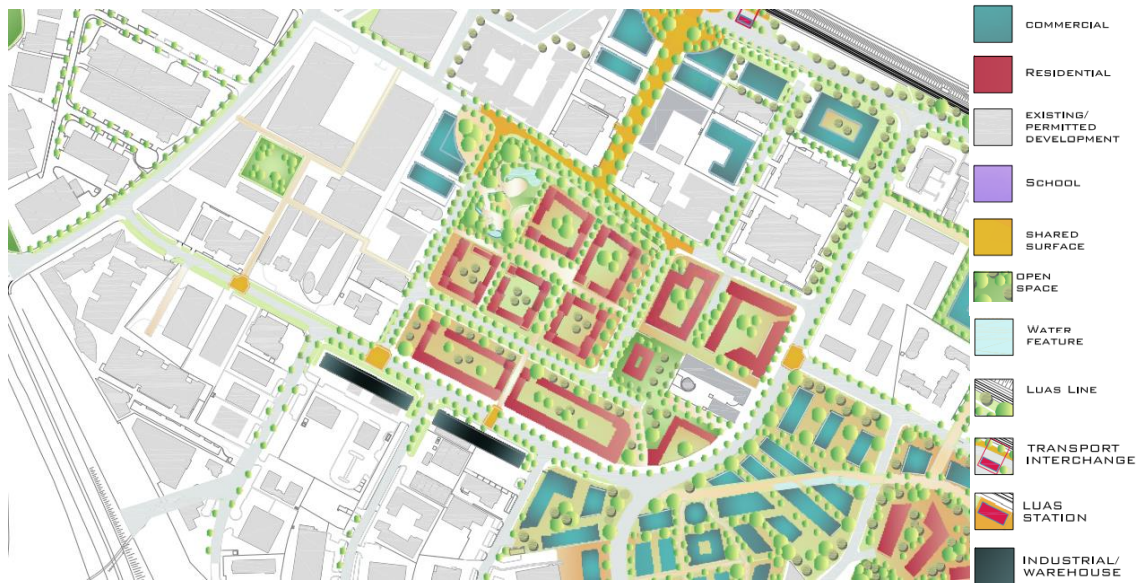 COMMERCIAL
RESIDENTIAL
EXISTING/
PERMITTED
DEVELOPMENT
SCHOOL
SHARED
SURFACE
OPEN
SPACE
WATER
FEATURE
LUAS LINE
TRANSPORT
INTERCHANGE
LUAS
STATION
INDUSTRIAL/
WAREHOUSE